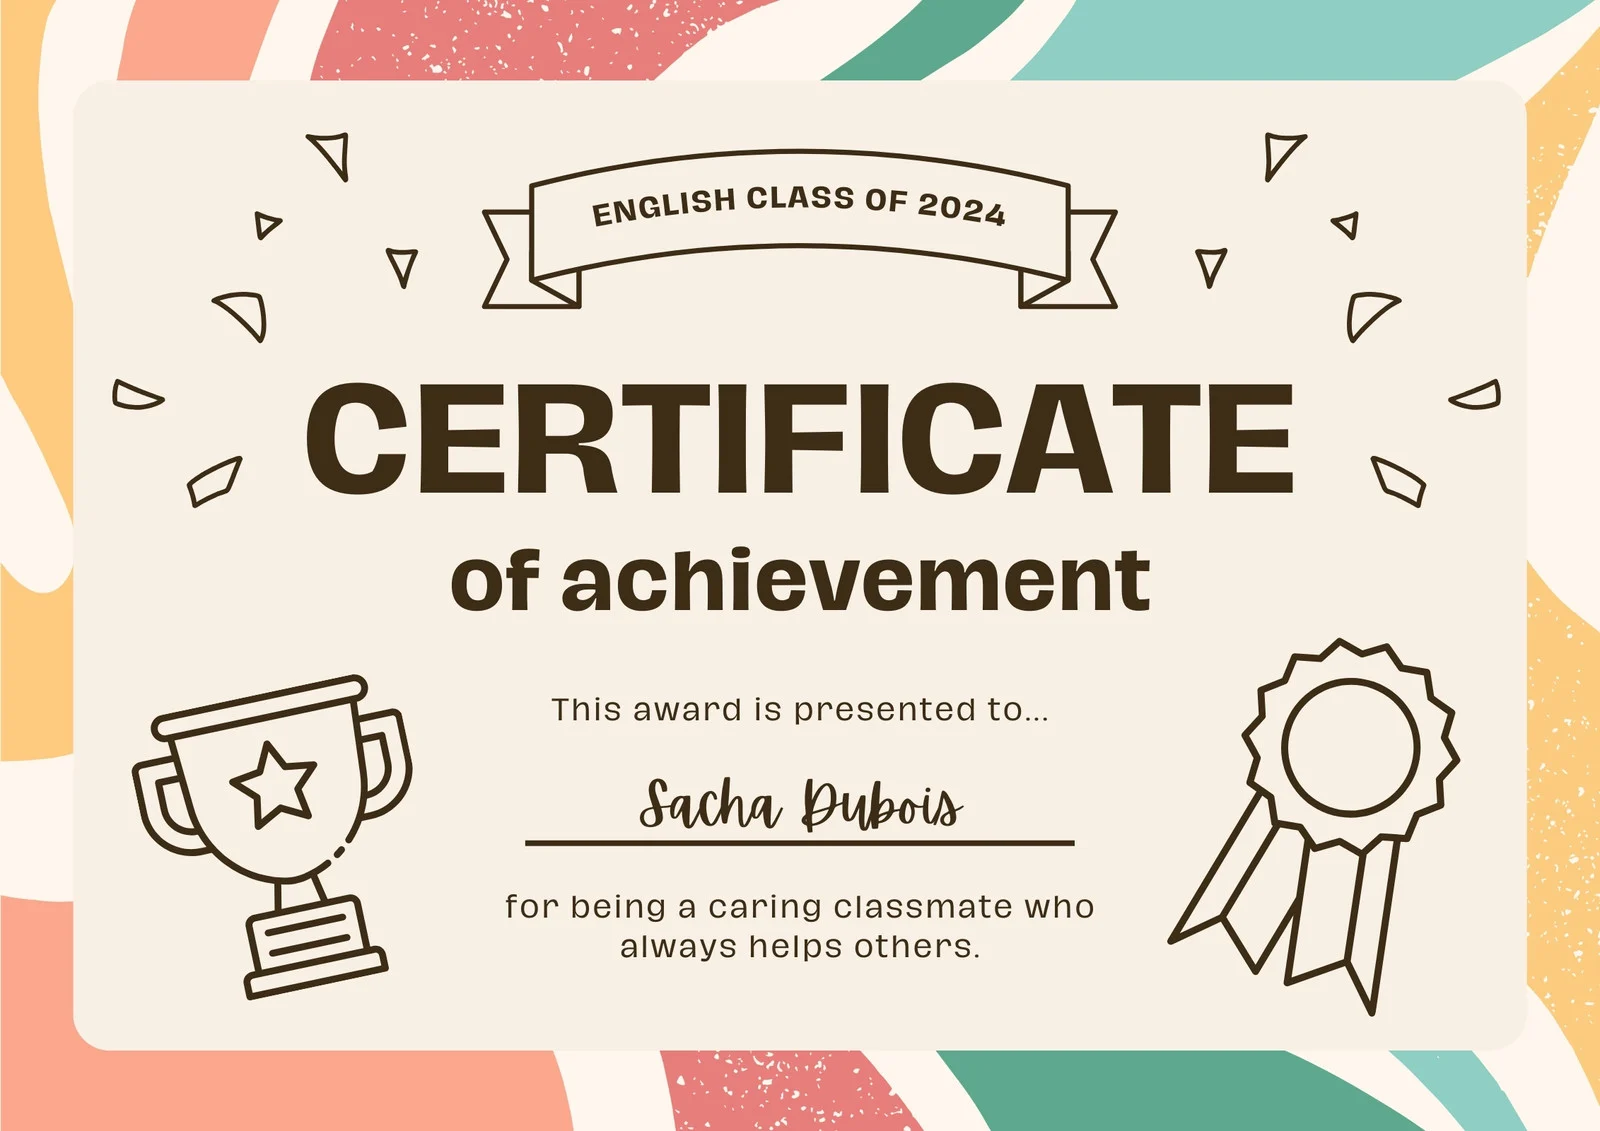 ENGLISH CLASS OF 2024
CERTIFICATE
of achievement
This award is presented to...
Sacha Dubois
for being a caring classmate who
always helps others.